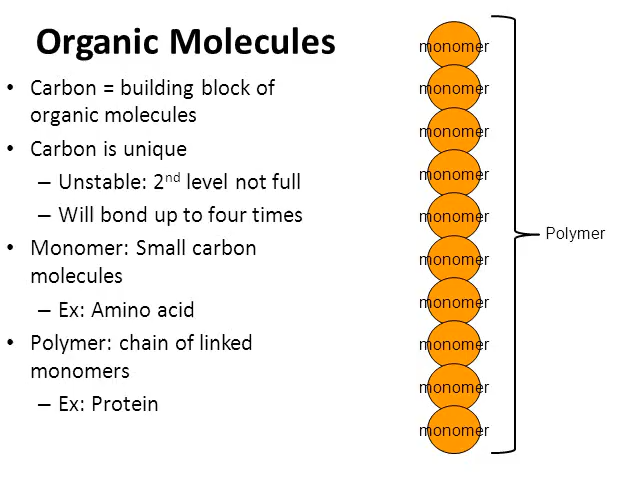 Organic Molecules
• Carbon = building block of
organic molecules
• Carbon is unique
– Unstable: 2nd level not full
– Will bond up to four times
• Monomer: Small carbon
molecules
– Ex: Amino acid
• Polymer: chain of linked
monomers
– Ex: Protein
monomer
monomer
monomer
monomer
monomer
monomer
monomer
monomer
monomer
monomer
Polymer